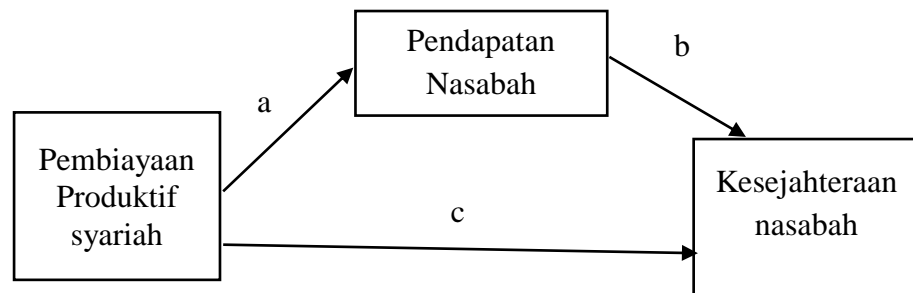 Pendapatan
Nasabah
b
a
Pembiayaan
Produktif
syariah
c
Kesejahteraan
nasabah